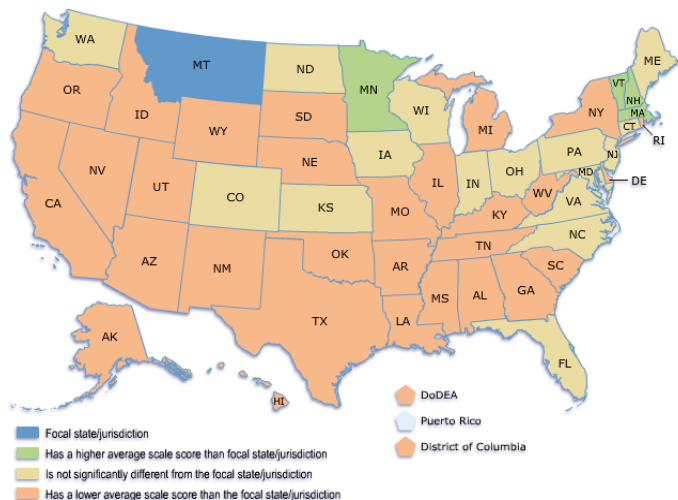 WA
MT
ND
MN
ME
VT
NH
MA
CT
RI
OR
ID
WY
SD
WI
MI
NY
NV
UT
CO
NE
IA
IL
IN
OH
PA
NJ
MD
DE
CA
KS
MO
KY
WV
VA
NC
AZ
NM
OK
AR
TN
SC
TX
LA
MS
AL
GA
FL
AK
HI
DoDEA
Puerto Rico
District of Columbia
Focal state/jurisdiction
Has a higher average scale score than focal state/jurisdiction
Is not significantly different from the focal state/jurisdiction
Has a lower average scale score than the focal state/jurisdiction